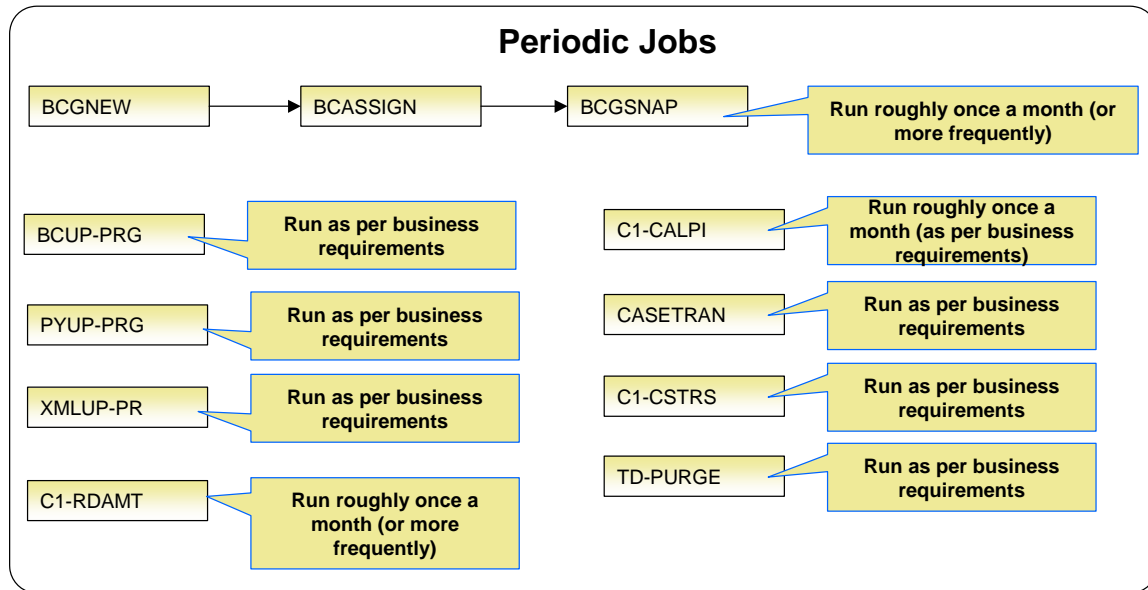 Periodic Jobs
BCGNEW
BCASSIGN
BCGSNAP
Run roughly once a month (or
more frequently)
BCUP-PRG
Run as per business
requirements
C1-CALPI
Run roughly once a
month (as per business
requirements)
PYUP-PRG
Run as per business
requirements
CASETRAN
Run as per business
requirements
XMLUP-PR
Run as per business
requirements
C1-CSTRS
Run as per business
requirements
C1-RDAMT
Run roughly once a
month (or more
frequently)
TD-PURGE
Run as per business
requirements